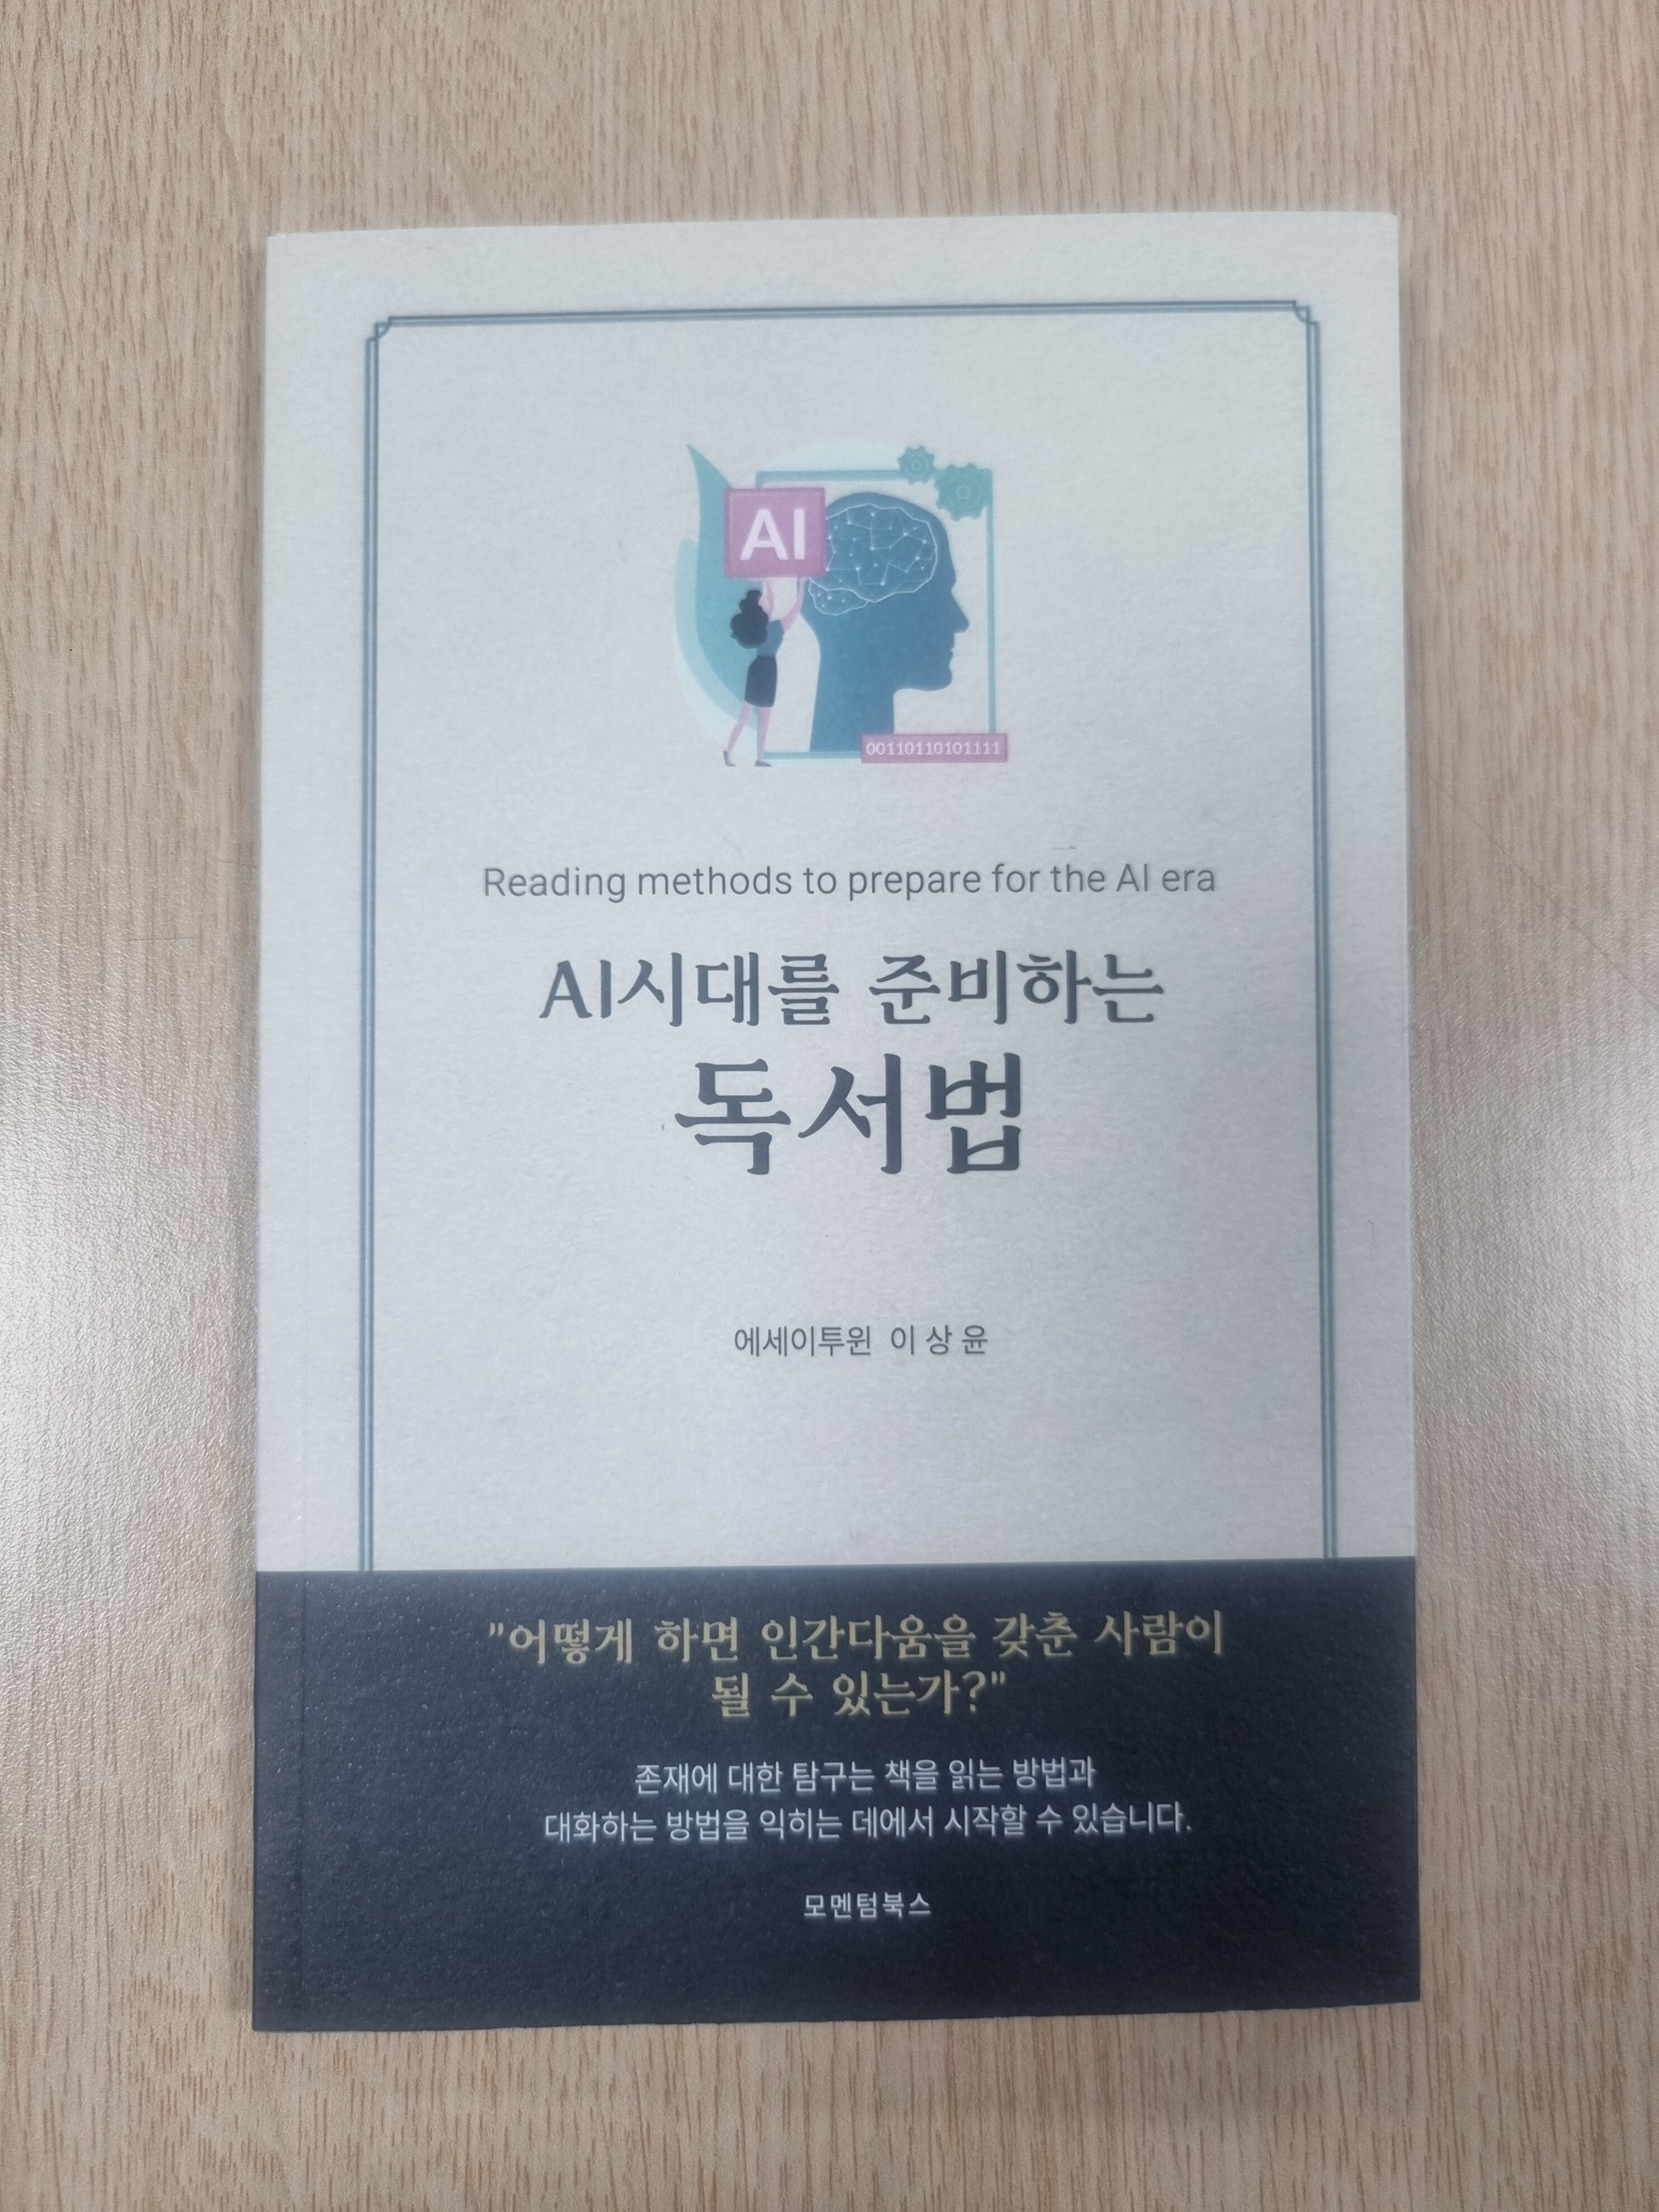 AI
00110110101111
Reading methods to prepare for the AI era
AI시대를 준비하는
독서법
에세이투윈 이상윤
"어떻게 하면 인간다움을 갖춘 사람이
될 수 있는가?"
존재에 대한 탐구는 책을 읽는 방법과
대화하는 방법을 익히는 데에서 시작할 수 있습니다.
모멘텀북스